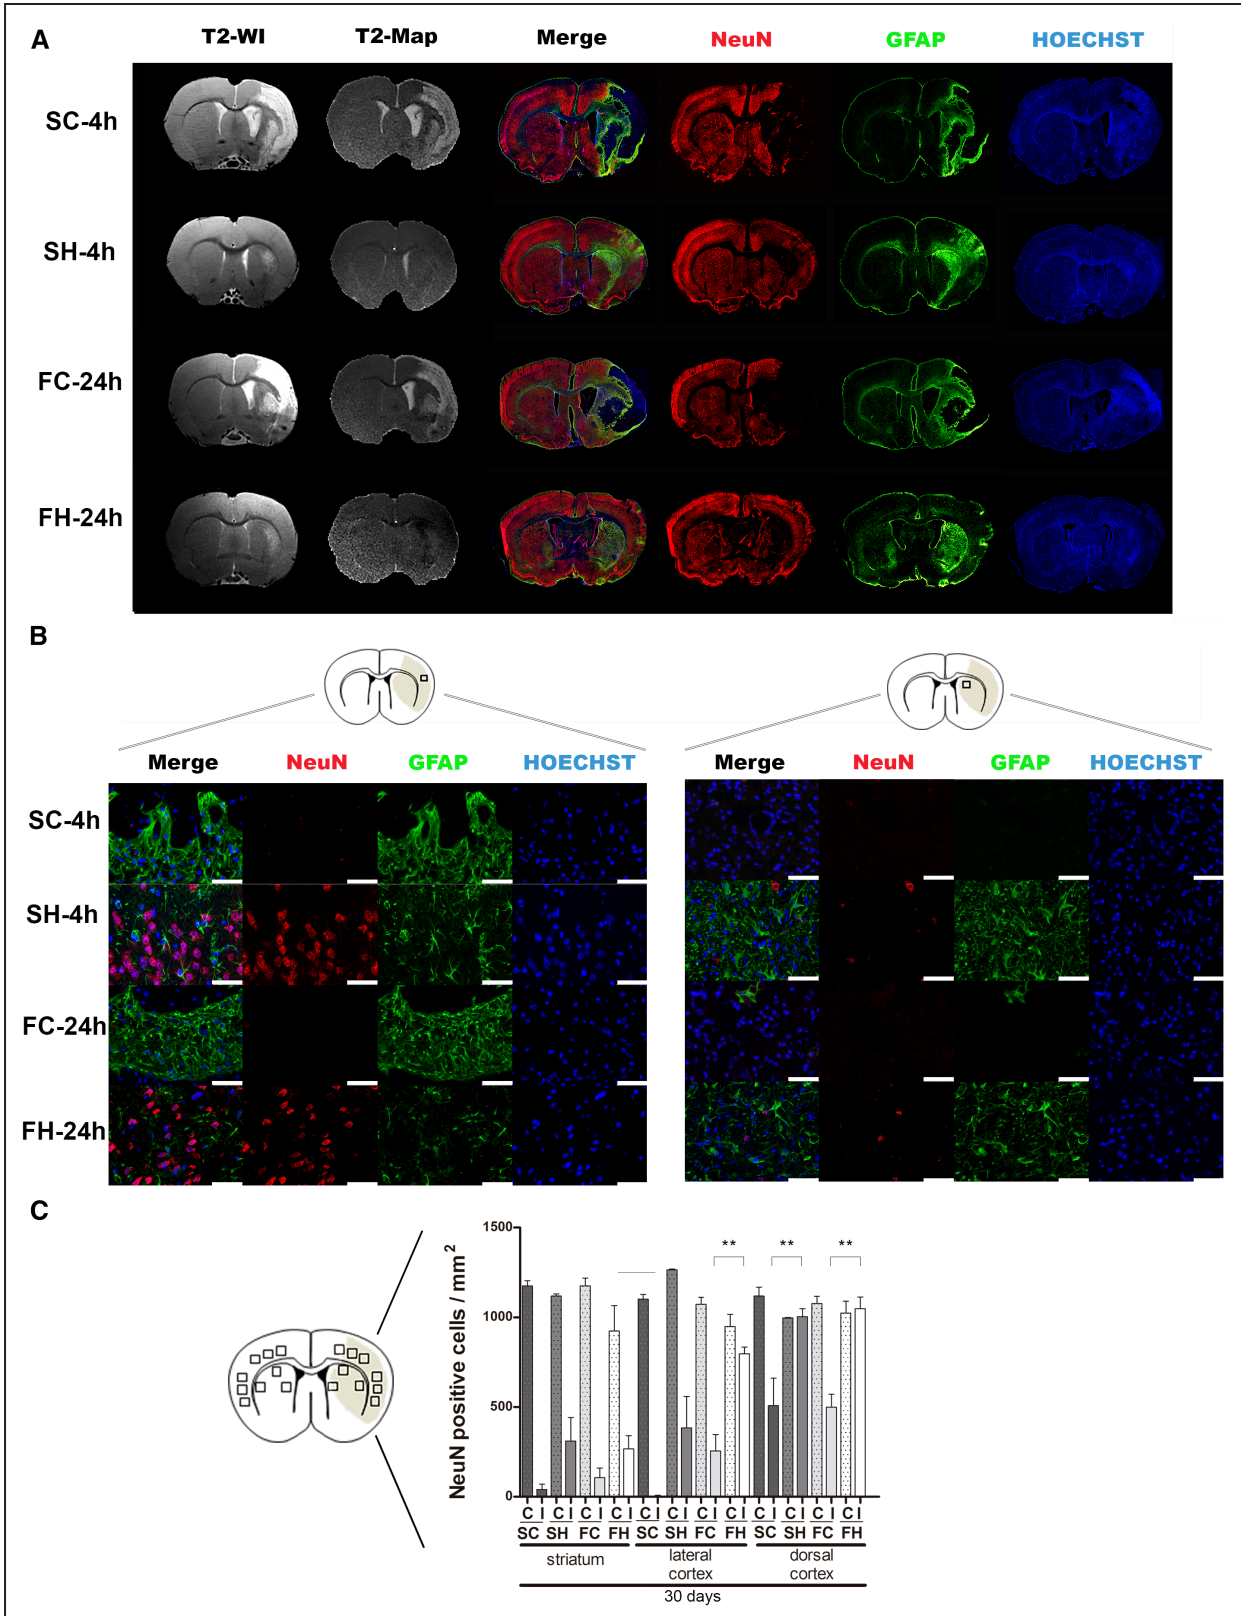 A
T2-WI T2-Map Merge NeuN GFAP HOECHST
SC-4h
SH-4h
FC-24h
FH-24h
B
Merge NeuN GFAP HOECHST Merge NeuN GFAP HOECHST
SC-4h
SH-4h
FC-24h
FH-24h
C
NeuN positive cells / mm2
1500
1000
500
0
** ** **
C I C I C I C I C I C I C I C I C I C I C I C I
SC SH FC FH SC SH FC FH SC SH FC FH
striatum lateral cortex dorsal cortex
30 days